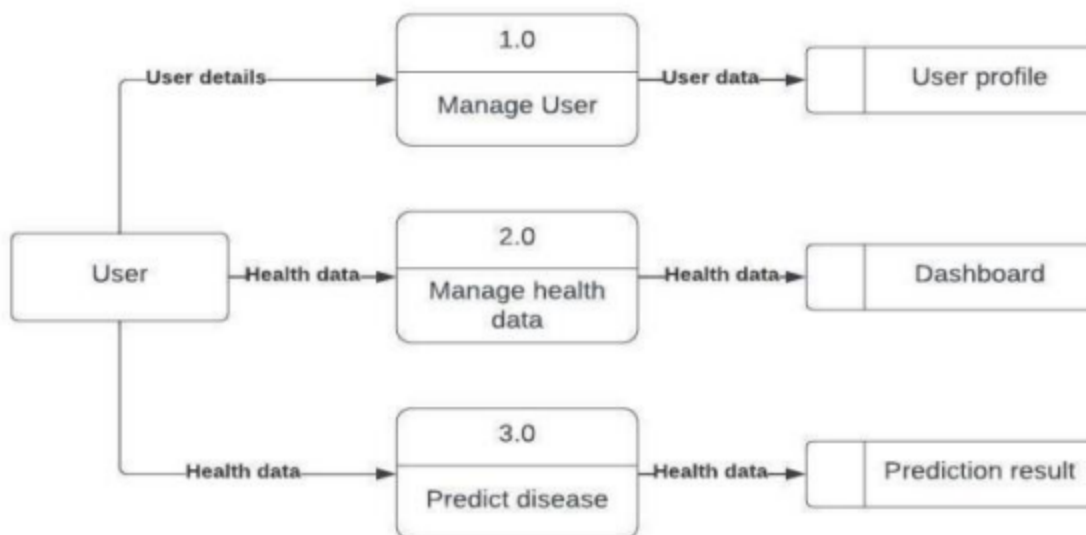 1.0
User details
Manage User
User data
User profile
User
Health data
2.0
Manage health
data
Health data
Dashboard
Health data
3.0
Predict disease
Health data
Prediction result